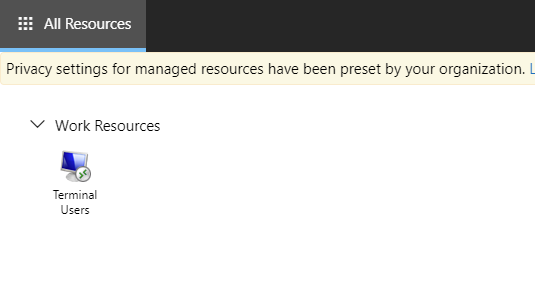 All Resources
Privacy settings for managed resources have been preset by your organization.
Work Resources
Terminal
Users